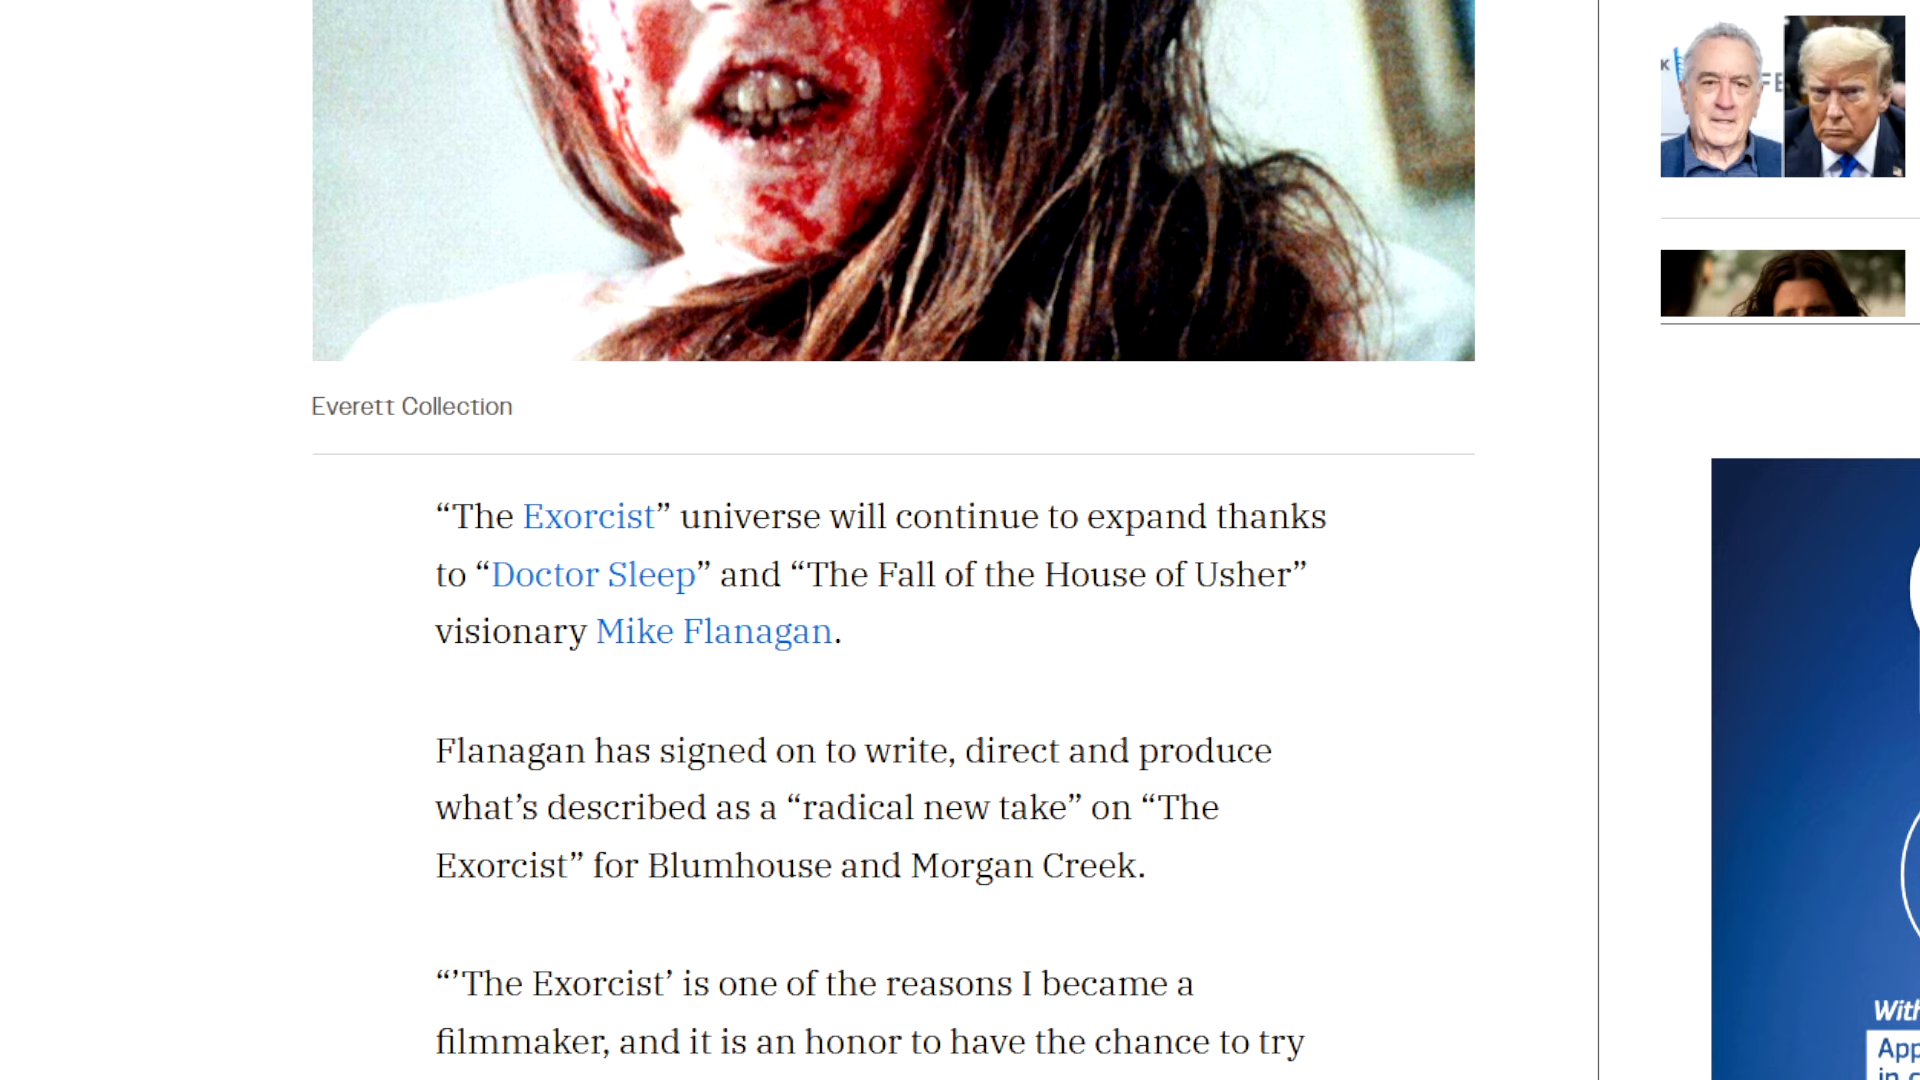 Everett Collection
“The Exorcist” universe will continue to expand thanks
to “Doctor Sleep” and “The Fall of the House of Usher”
visionary Mike Flanagan.
Flanagan has signed on to write, direct and produce
what’s described as a “radical new take” on “The
Exorcist” for Blumhouse and Morgan Creek.
“’The Exorcist’ is one of the reasons I became a
filmmaker, and it is an honor to have the chance to try
With
App